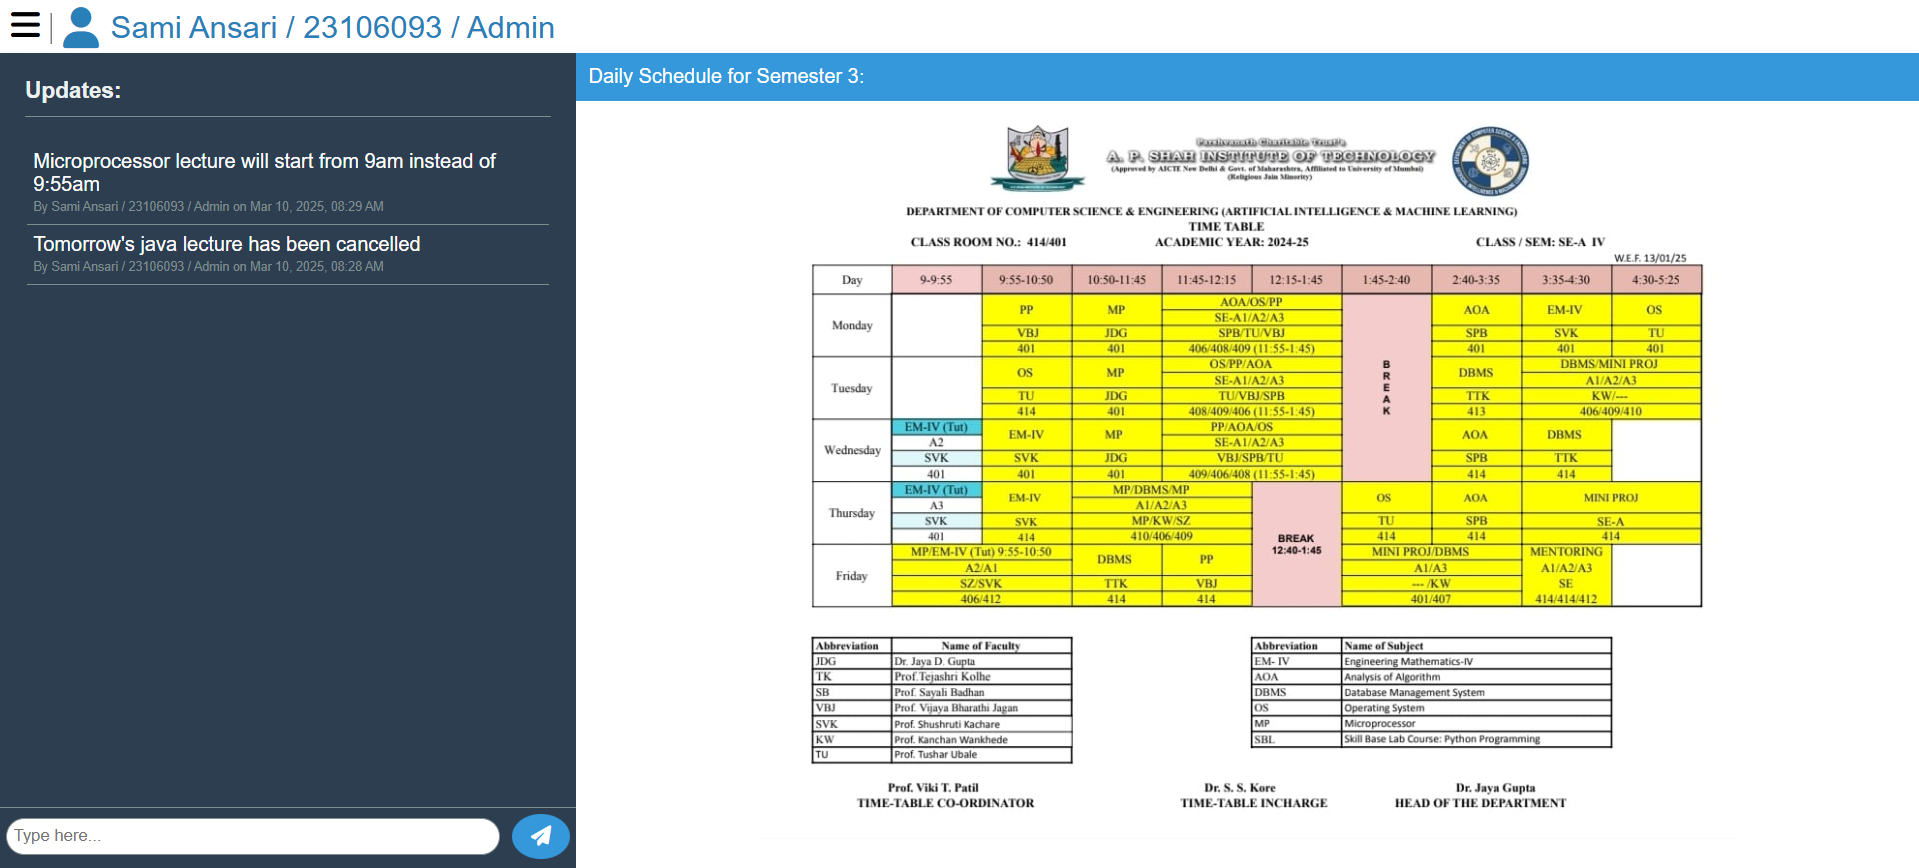 Sami Ansari / 23106093 / Admin
Updates:
Microprocessor lecture will start from 9am instead of
9:55am
By Sami Ansari / 23106093 / Admin on Mar 10, 2025, 08:29 AM
Tomorrow's java lecture has been cancelled
By Sami Ansari / 23106093 / Admin on Mar 10, 2025, 08:28 AM
Type here...
Daily Schedule for Semester 3:
Parshvanath Charitable Trust's
A. P. SHAH INSTITUTE OF TECHNOLOGY
(Approved by AICTE New Delhi & Govt. of Maharashtra, Affiliated to University of Mumbai)
(Religious Jain Minority)
DEPARTMENT OF COMPUTER SCIENCE & ENGINEERING (ARTIFICIAL INTELLIGENCE & MACHINE LEARNING)
TIME TABLE
CLASS ROOM NO.: 414/401 ACADEMIC YEAR: 2024-25 CLASS / SEM: SE-A IV
W.E.F. 13/01/25
Day 9-9:55 9:55-10:50 10:50-11:45 11:45-12:15 12:15-1:45 1:45-2:40 2:40-3:35 3:35-4:30 4:30-5:25
Monday
PP MP AOA/OS/PP AOA EM-IV OS
SE-A1/A2/A3
VBJ JDG SPB/TU/VBJ SPB SVK TU
401 401 406/408/409 (11:55-1:45) 401 401 401
BREAK
Tuesday
OS MP OS/PP/AOA DBMS DBMS/MINI PROJ
SE-A1/A2/A3 A1/A2/A3
TU JDG TU/VBJ/SPB TTK KW/---
414 401 408/409/406 (11:55-1:45) 413 406/409/410
Wednesday
EM-IV (Tut) EM-IV MP PP/AOA/OS AOA DBMS
A2 SE-A1/A2/A3
SVK SVK JDG VBJ/SPB/TU SPB TTK
401 401 401 409/406/408 (11:55-1:45) 414 414
Thursday
EM-IV (Tut) EM-IV MP/DBMS/MP OS AOA MINI PROJ
A3 A1/A2/A3
SVK SVK MP/KW/SZ TU SPB SE-A
401 414 410/406/409 414 414 414
BREAK
12:40-1:45
Friday
MP/EM-IV (Tut) 9:55-10:50 DBMS PP MINI PROJ/DBMS MENTORING
A2/A1 A1/A3 A1/A2/A3
SZ/SVK TTK VBJ --- /KW SE
406/412 414 414 401/407 414/414/412
Abbreviation Name of Faculty
JDG Dr. Jaya D. Gupta
TK Prof.Tejashri Kolhe
SB Prof. Sayali Badhan
VBJ Prof. Vijaya Bharathi Jagan
SVK Prof. Shushruti Kachare
KW Prof. Kanchan Wankhede
TU Prof. Tushar Ubale
Abbreviation Name of Subject
EM- IV Engineering Mathematics-IV
AOA Analysis of Algorithm
DBMS Database Management System
OS Operating System
MP Microprocessor
SBL Skill Base Lab Course: Python Programming
Prof. Viki T. Patil Dr. S. S. Kore Dr. Jaya Gupta
TIME-TABLE CO-ORDINATOR TIME-TABLE INCHARGE HEAD OF THE DEPARTMENT